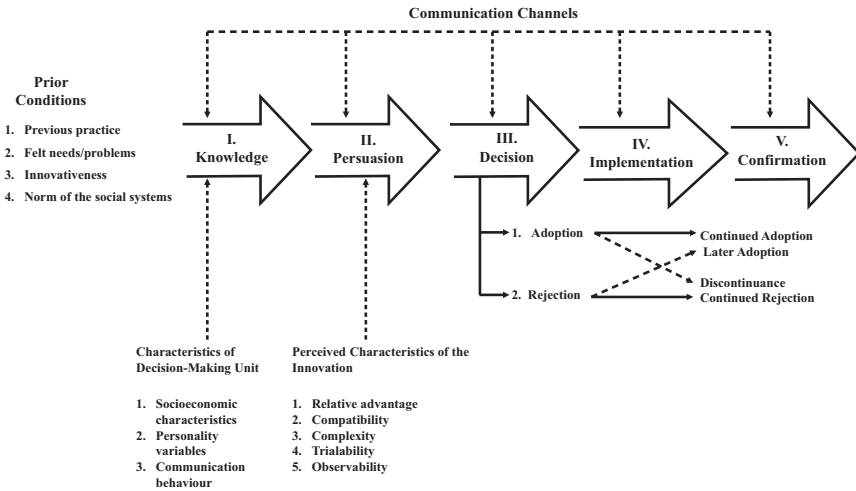 Communication Channels
Prior
Conditions
1. Previous practice
2. Felt needs/problems
3. Innovativeness
4. Norm of the social systems
I.
Knowledge
II.
Persuasion
III.
Decision
IV.
Implementation
V.
Confirmation
1. Adoption
2. Rejection
Continued Adoption
Later Adoption
Discontinuance
Continued Rejection
Characteristics of
Decision-Making Unit
1. Socioeconomic
characteristics
2. Personality
variables
3. Communication
behaviour
Perceived Characteristics of the
Innovation
1. Relative advantage
2. Compatibility
3. Complexity
4. Trialability
5. Observability